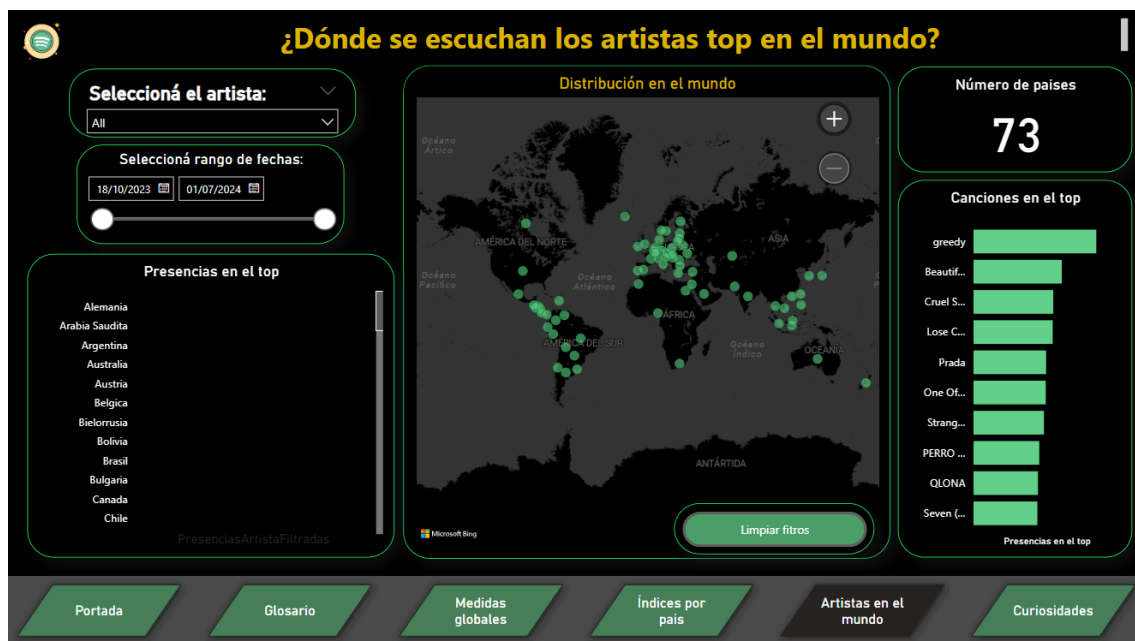 ¿Dónde se escuchan los artistas top en el mundo?
Seleccioná el artista:
All
Seleccioná rango de fechas:
18/10/2023
01/07/2024
Presencias en el top
Alemania
Arabia Saudita
Argentina
Australia
Austria
Belgica
Bielorrusia
Bolivia
Brasil
Bulgaria
Canada
Chile
PresenciasArtistaFiltradas
Distribución en el mundo
Océano
Ártico
AMÉRICA DEL NORTE
ASIA
Océano
Pacífico
Océano
Atlántico
ÁFRICA
AMÉRICA DEL SUR
Océano
Índico
OCEANÍA
ANTÁRTIDA
Microsoft Bing
Limpiar fitros
Número de paises
73
Canciones en el top
greedy
Beautif...
Cruel S...
Lose C...
Prada
One Of...
Strang...
PERRO ...
QLONA
Seven (...
Presencias en el top
Portada
Glosario
Medidas
globales
Índices por
pais
Artistas en el
mundo
Curiosidades